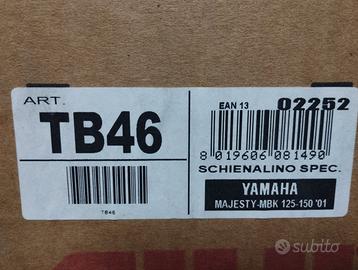 ART.
TB46
TB46
EAN 13
02252
8 019606 081490
SCHIENALINO SPEC.
YAMAHA
MAJESTY-MBK 125-150 '01
subito